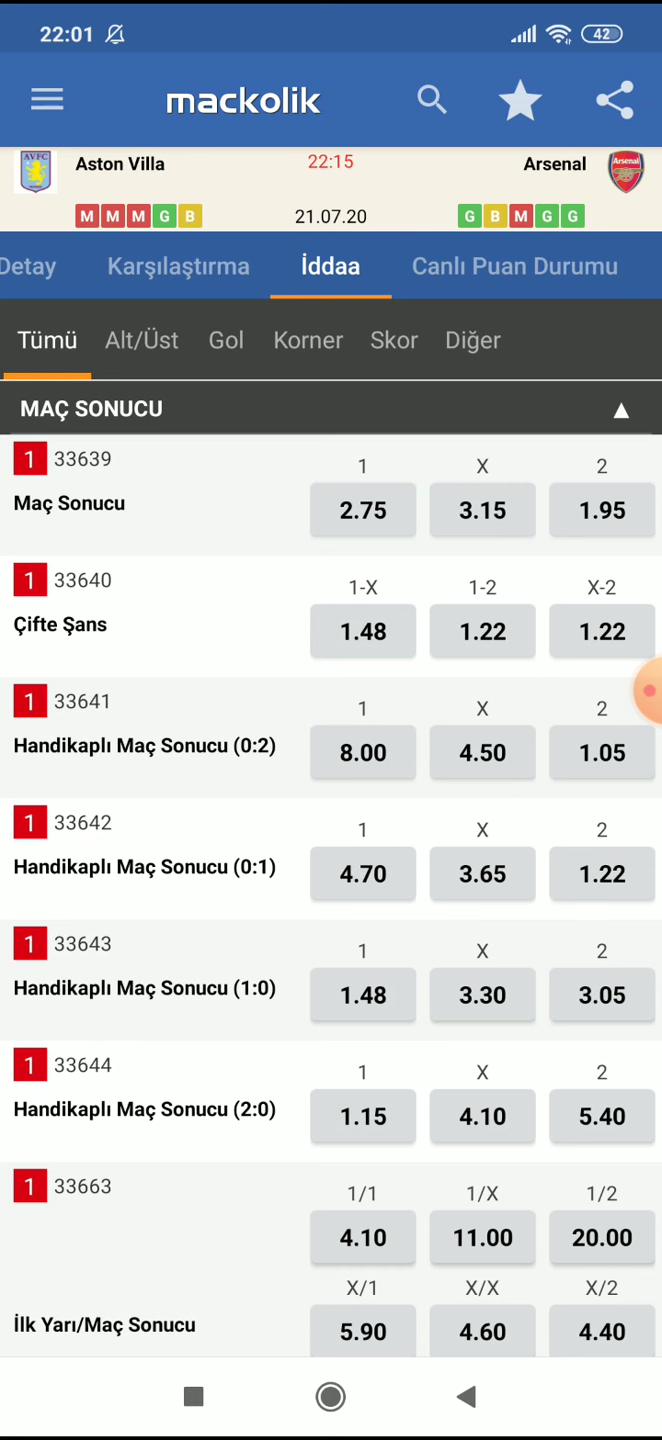 22:01 42
mackolik
AVFC Aston Villa 22:15 Arsenal Arsenal
M M M G B 21.07.20 G B M G G
Detay Karşılaştırma İddaa Canlı Puan Durumu
Tümü Alt/Üst Gol Korner Skor Diğer
MAÇ SONUCU ▲
1 33639 1 X 2
Maç Sonucu 2.75 3.15 1.95
1 33640 1-X 1-2 X-2
Çifte Şans 1.48 1.22 1.22
1 33641 1 X 2
Handikaplı Maç Sonucu (0:2) 8.00 4.50 1.05
1 33642 1 X 2
Handikaplı Maç Sonucu (0:1) 4.70 3.65 1.22
1 33643 1 X 2
Handikaplı Maç Sonucu (1:0) 1.48 3.30 3.05
1 33644 1 X 2
Handikaplı Maç Sonucu (2:0) 1.15 4.10 5.40
1 33663 1/1 1/X 1/2
4.10 11.00 20.00
X/1 X/X X/2
İlk Yarı/Maç Sonucu 5.90 4.60 4.40